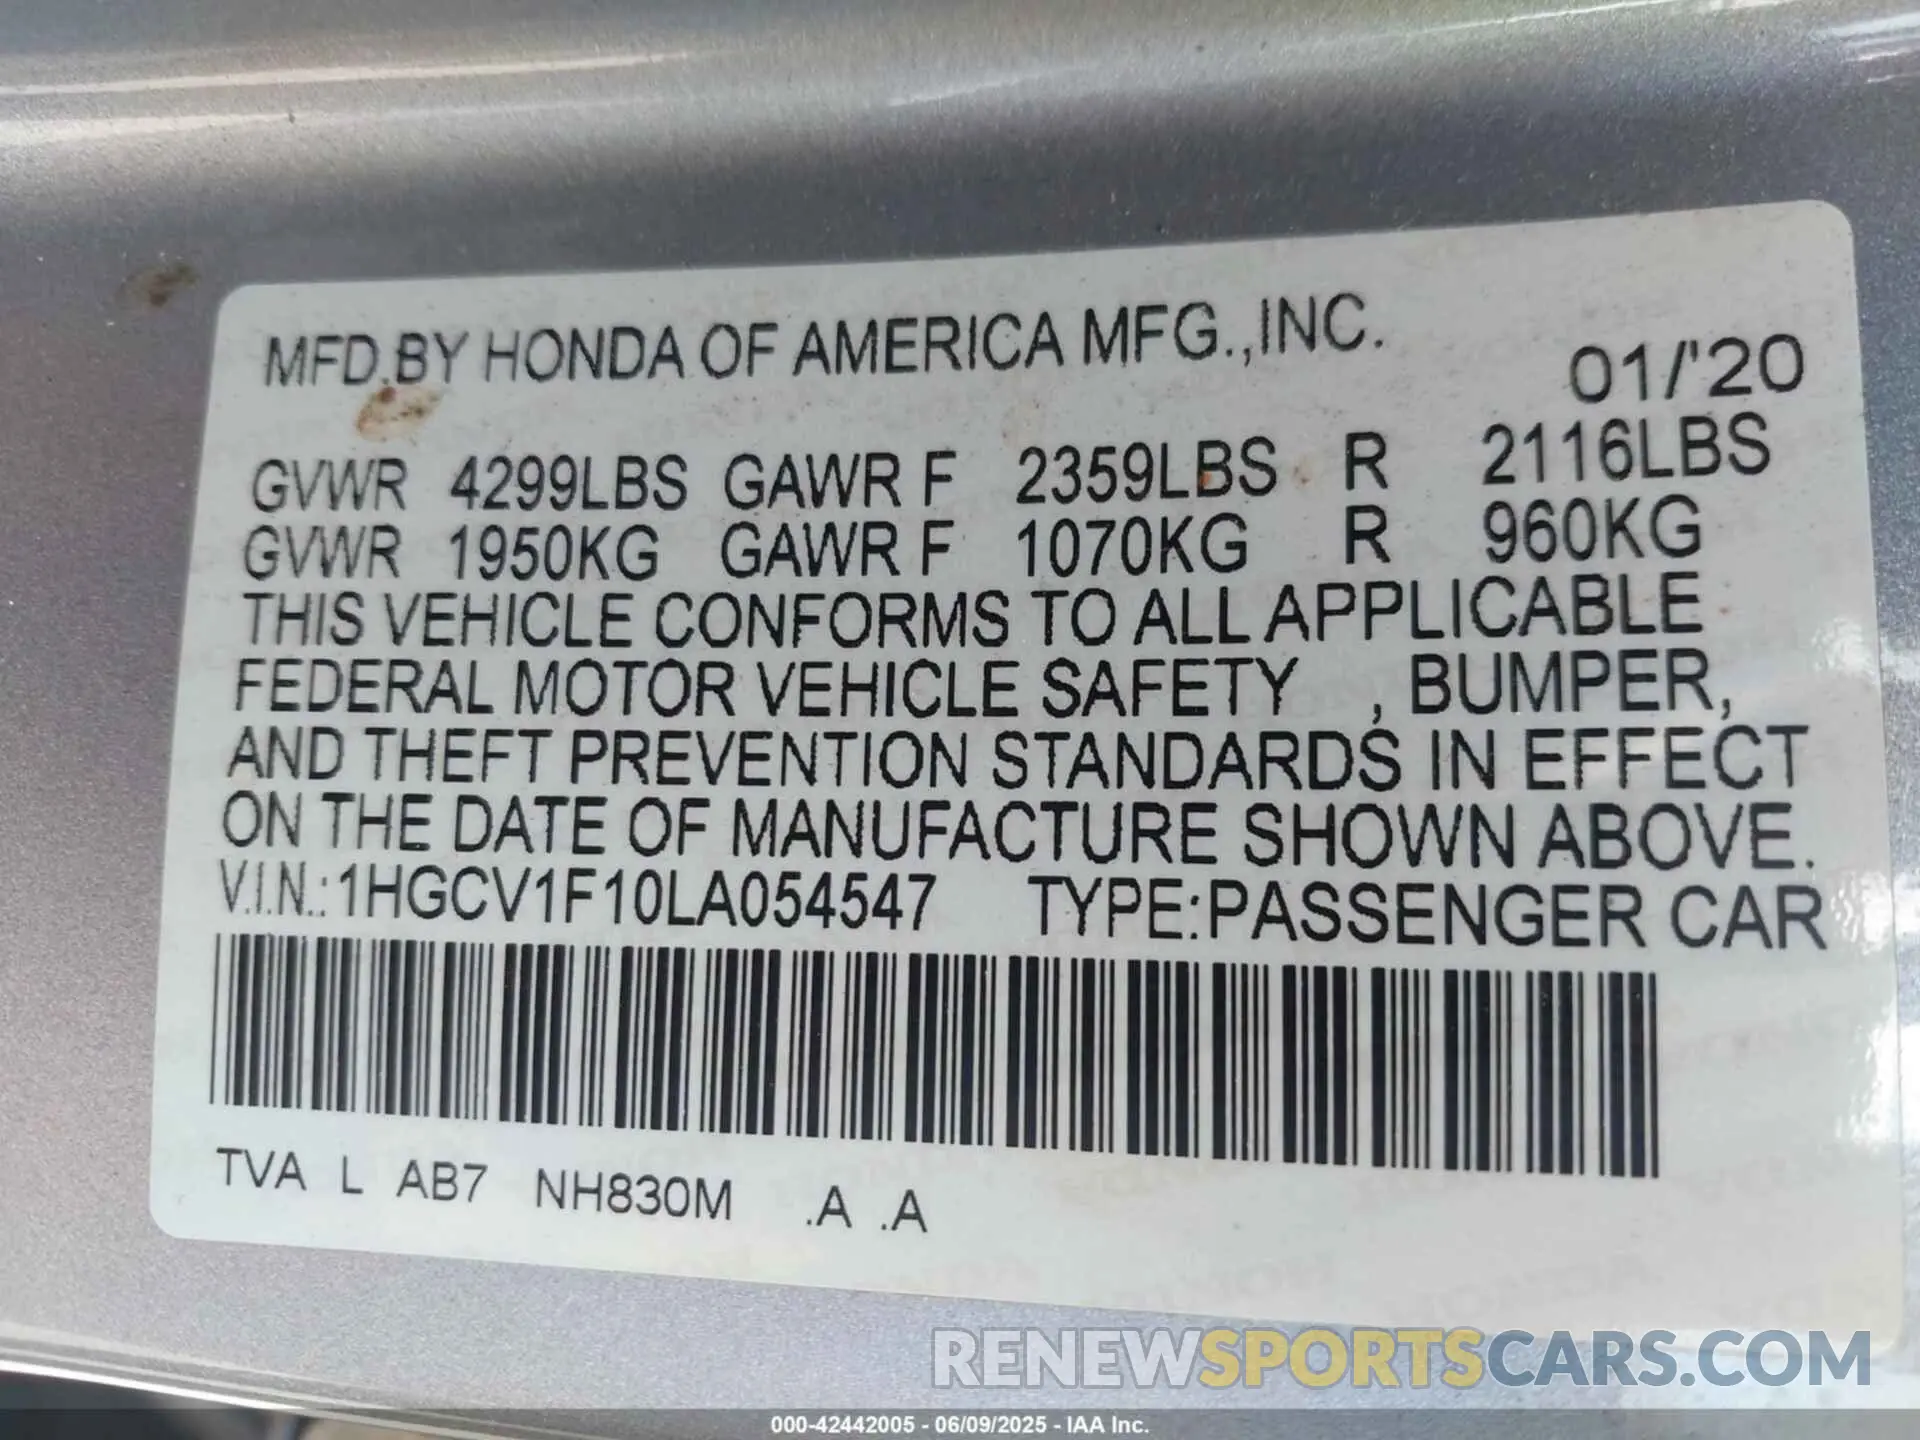 MFD.BY HONDA OF AMERICA MFG.,INC.
01/'20
GVWR 4299LBS GAWR F 2359LBS R 2116LBS
GVWR 1950KG GAWR F 1070KG R 960KG
THIS VEHICLE CONFORMS TO ALL APPLICABLE
FEDERAL MOTOR VEHICLE SAFETY , BUMPER,
AND THEFT PREVENTION STANDARDS IN EFFECT
ON THE DATE OF MANUFACTURE SHOWN ABOVE.
V.I.N.:1HGCV1F10LA054547 TYPE:PASSENGER CAR
TVA L AB7 NH830M .A .A
RENEWSPORTSCARS.COM
000-42442005 - 06/09/2025 - IAA Inc.